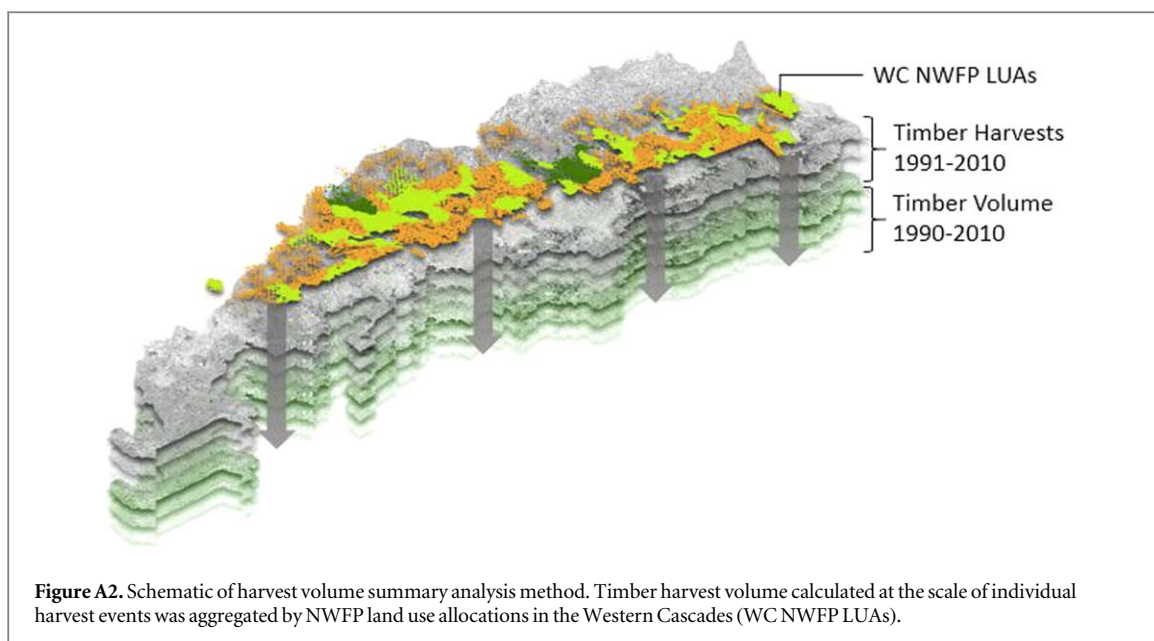 WC NWFP LUAs
Timber Harvests
1991-2010
Timber Volume
1990-2010
Figure A2. Schematic of harvest volume summary analysis method. Timber harvest volume calculated at the scale of individual
harvest events was aggregated by NWFP land use allocations in the Western Cascades (WC NWFP LUAs).